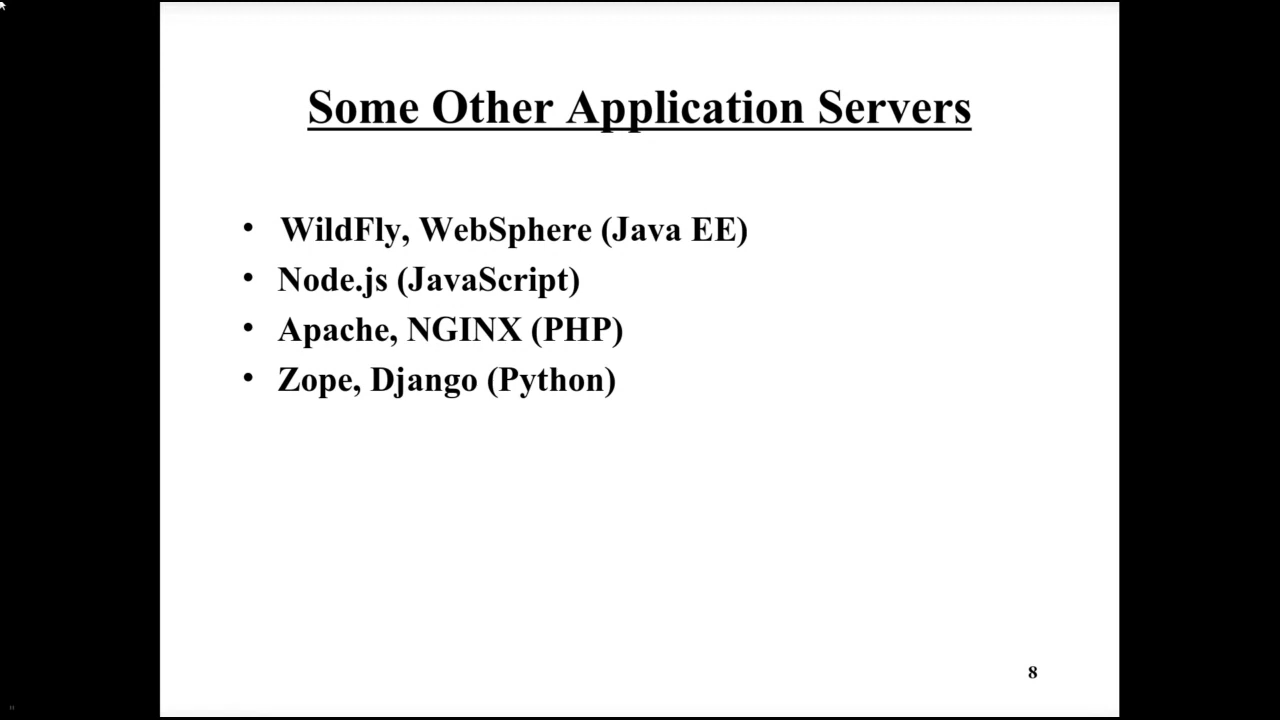 Some Other Application Servers
• WildFly, WebSphere (Java EE)
• Node.js (JavaScript)
• Apache, NGINX (PHP)
• Zope, Django (Python)
8